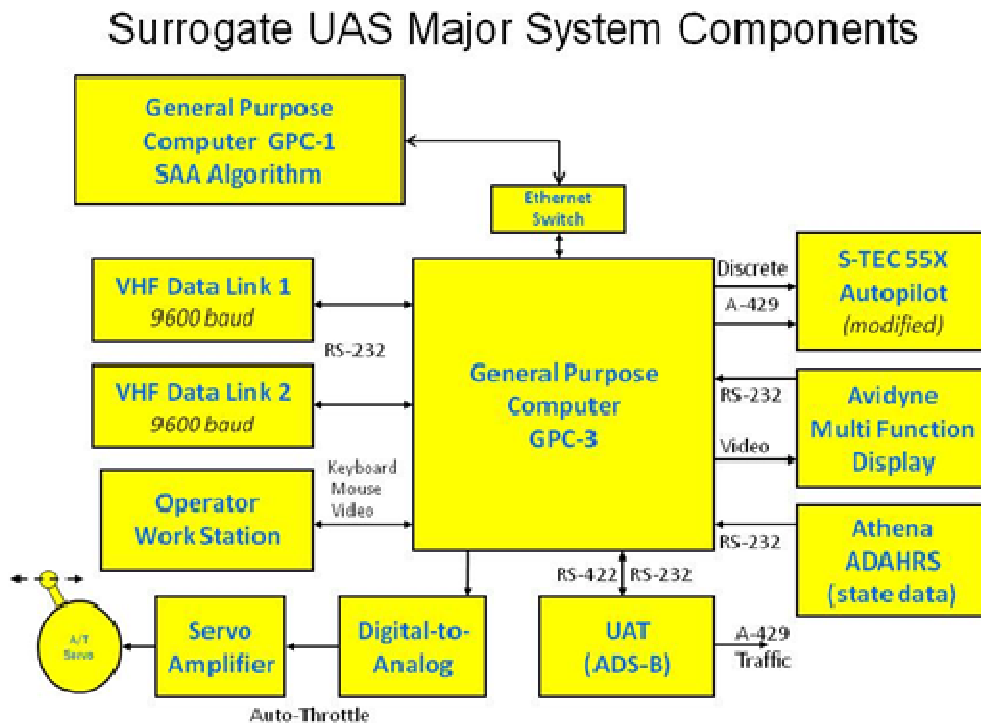 Surrogate UAS Major System Components
General Purpose
Computer GPC-1
SAA Algorithm
Ethernet
Switch
VHF Data Link 1
9600 baud
RS-232
VHF Data Link 2
9600 baud
Keyboard
Mouse
Video
Operator
Work Station
General Purpose
Computer
GPC-3
Discrete
A-429
S-TEC 55X
Autopilot
(modified)
RS-232
Video
Avidyne
Multi Function
Display
RS-232
Athena
ADAHRS
(state data)
RS-422
RS-232
A/T
Servo
Servo
Amplifier
Digital-to-
Analog
UAT
(ADS-B)
A-429
Traffic
Auto-Throttle